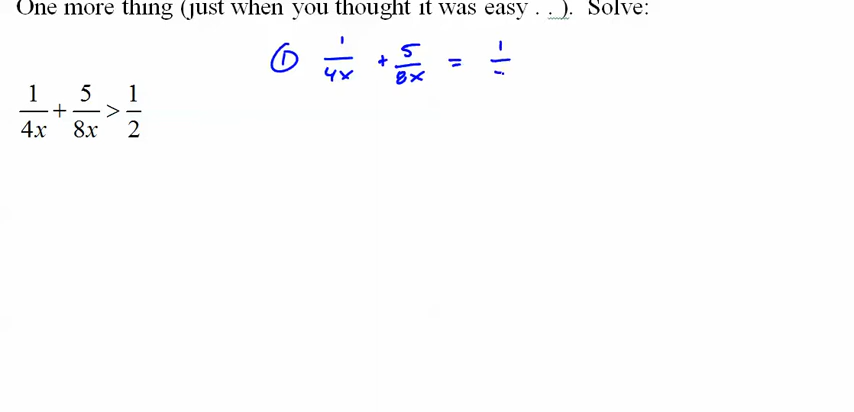 One more thing (just when you thought it was easy . . ). Solve:
① 1/4x + 5/8x = 1/
1/4x + 5/8x > 1/2